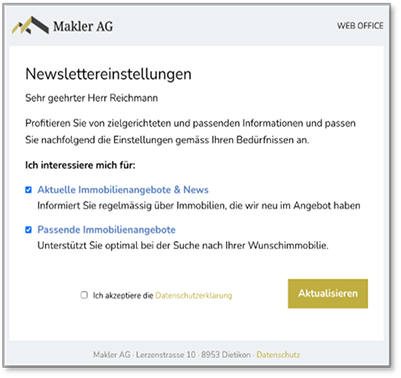 Makler AG
WEB OFFICE
Newslettereinstellungen
Sehr geehrter Herr Reichmann
Profitieren Sie von zielgerichteten und passenden Informationen und passen
Sie nachfolgend die Einstellungen gemäss Ihren Bedürfnissen an.
Ich interessiere mich für:
Aktuelle Immobilienangebote & News
Informiert Sie regelmässig über Immobilien, die wir neu im Angebot haben
Passende Immobilienangebote
Unterstützt Sie optimal bei der Suche nach Ihrer Wunschimmobilie.
Ich akzeptiere die Datenschutzerklärung
Aktualisieren
Makler AG · Lerzenstrasse 10 · 8953 Dietikon · Datenschutz